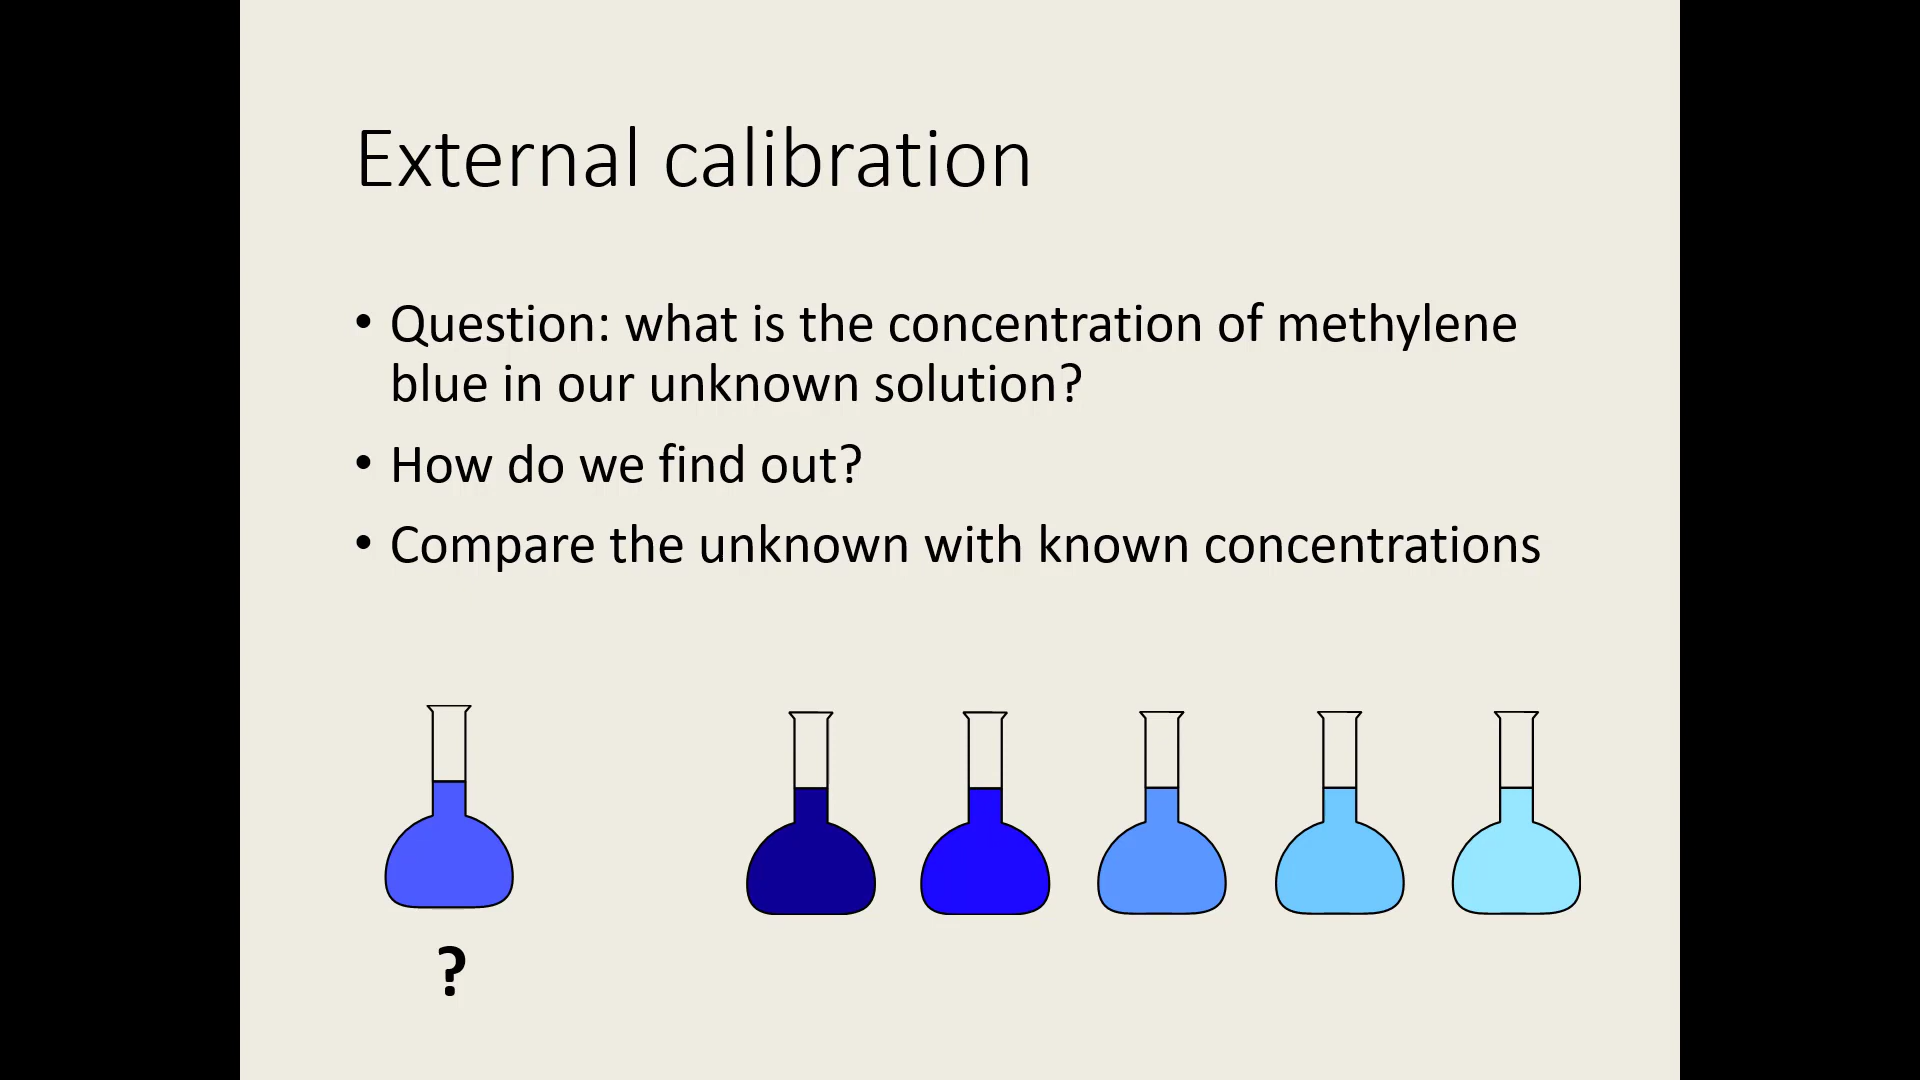 External calibration
• Question: what is the concentration of methylene
blue in our unknown solution?
• How do we find out?
• Compare the unknown with known concentrations
?